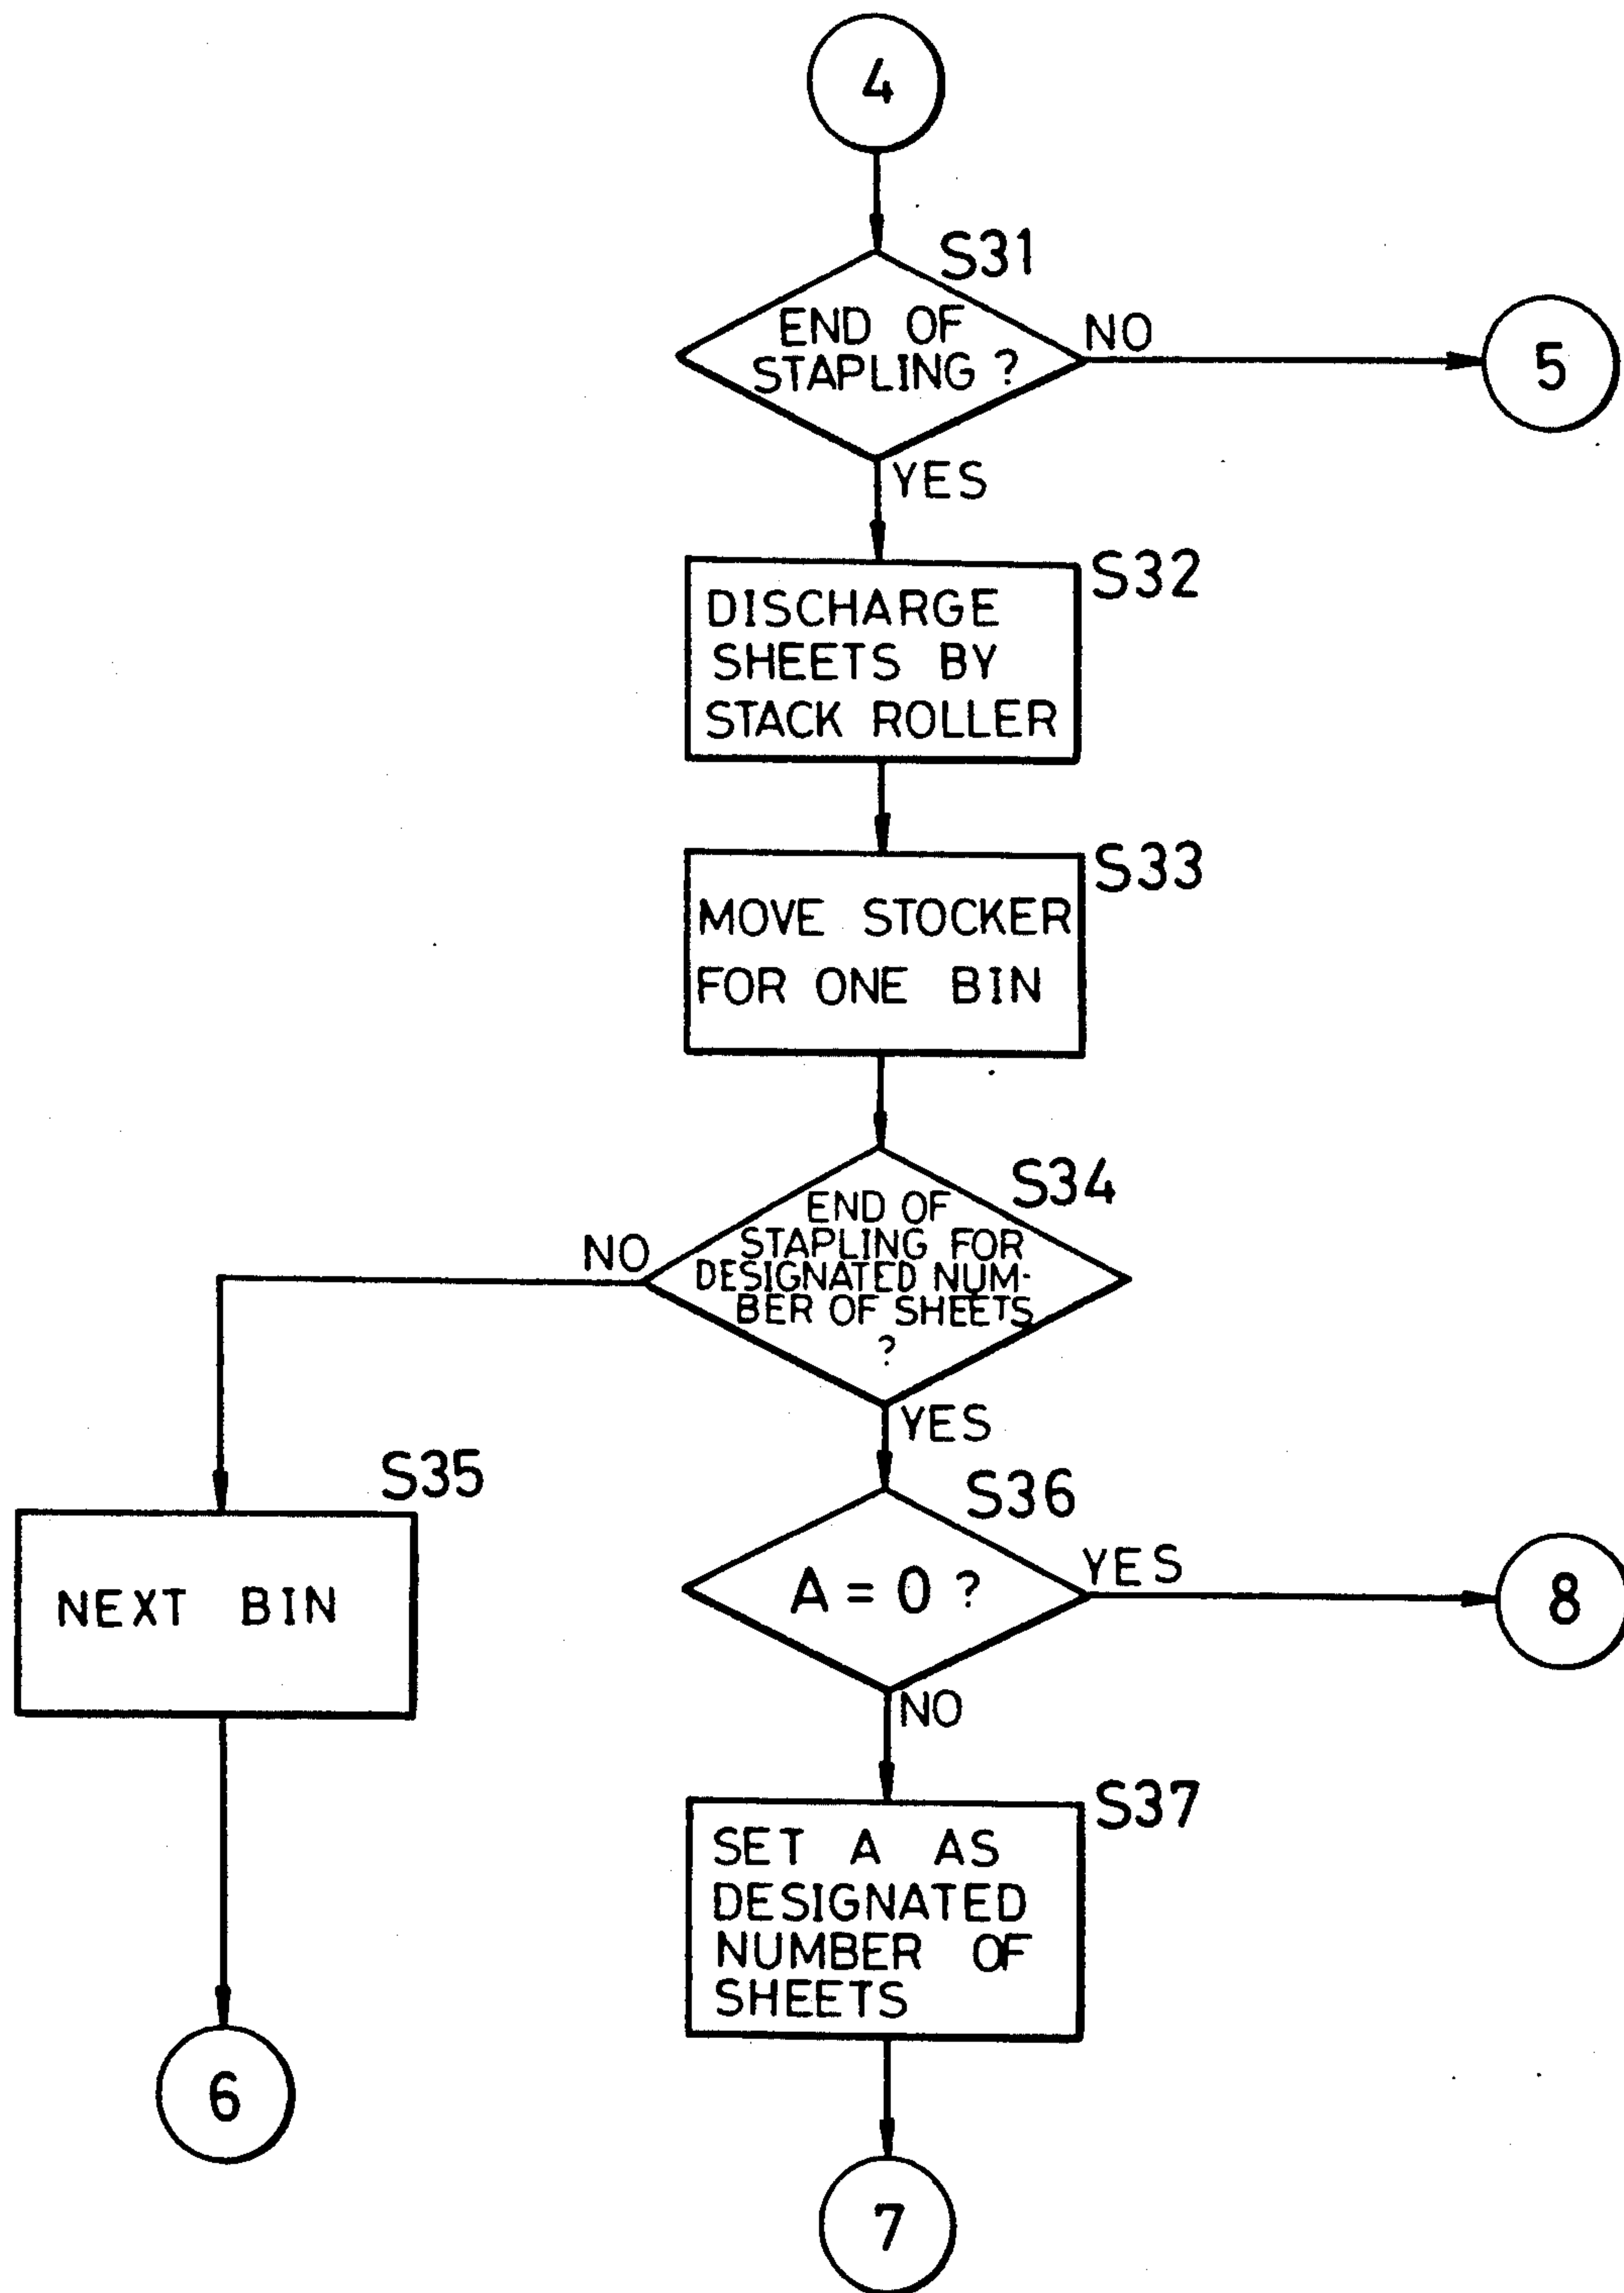 4
S31
END OF
STAPLING ?
NO
5
YES
S32
DISCHARGE
SHEETS BY
STACK ROLLER
S33
MOVE STOCKER
FOR ONE BIN
S34
END OF
STAPLING FOR
DESIGNATED NUM-
BER OF SHEETS
?
NO
YES
S35
NEXT BIN
S36
A = 0 ?
YES
8
NO
S37
SET A AS
DESIGNATED
NUMBER OF
SHEETS
6
7